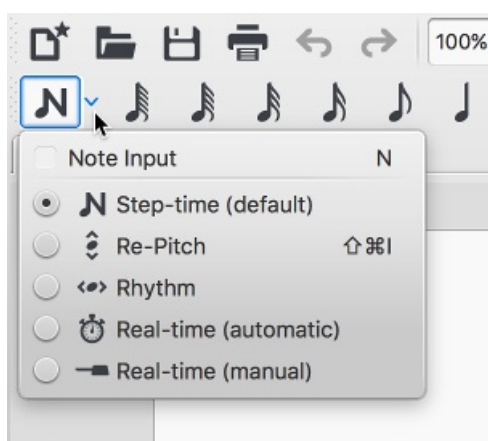 100%
Note Input N
Step-time (default)
Re-Pitch ⇧⌘I
Rhythm
Real-time (automatic)
Real-time (manual)